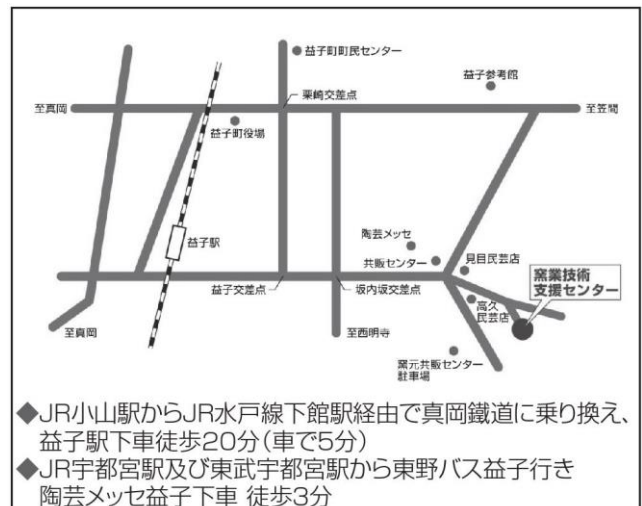 益子町町民センター
益子参考館
栗崎交差点
至真岡
至笠間
益子町役場
益子駅
陶芸メッセ
共販センター
見目民芸店
窯業技術
支援センター
益子交差点
坂内坂交差点
高久
民芸店
至真岡
至西明寺
窯元共販センター
駐車場
◆JR小山駅からJR水戸線下館駅経由で真岡鐵道に乗り換え、
益子駅下車徒歩20分(車で5分)
◆JR宇都宮駅及び東武宇都宮駅から東野バス益子行き
陶芸メッセ益子下車 徒歩3分